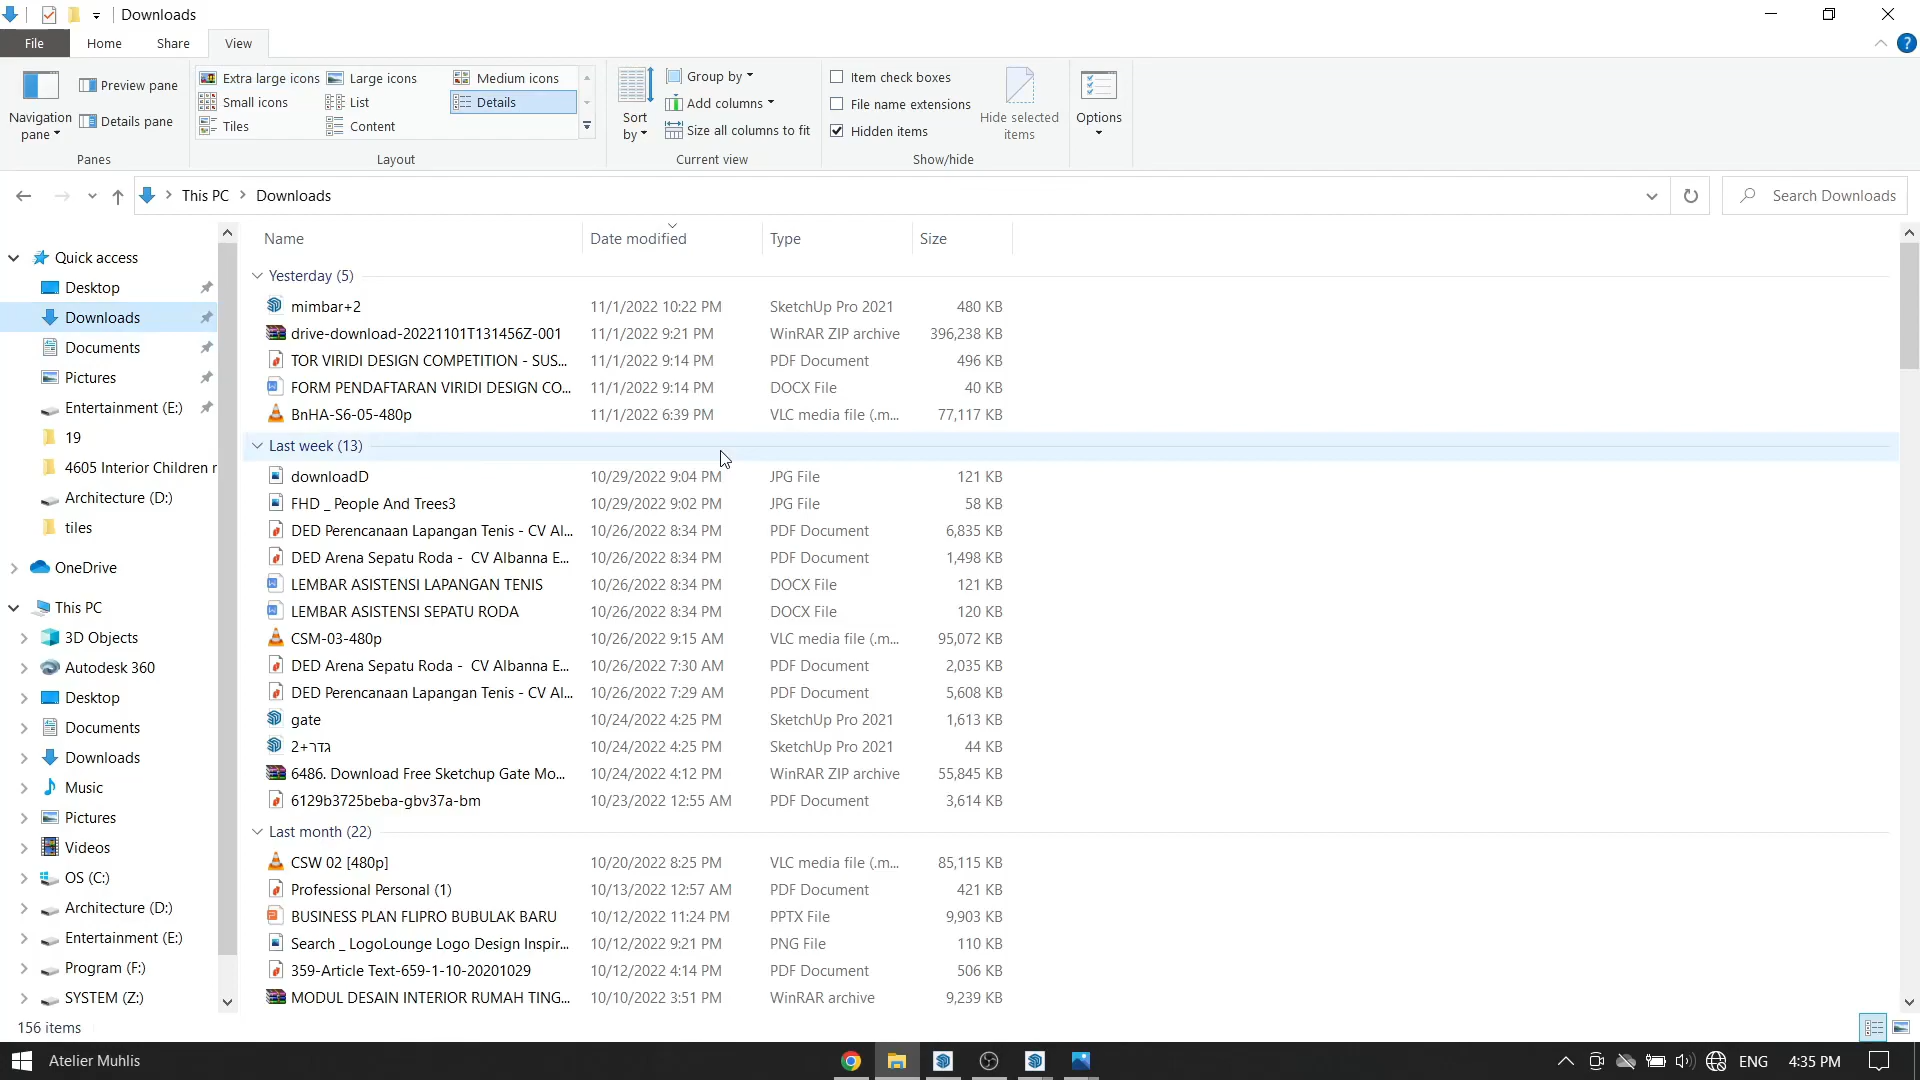 Downloads
File Home Share View
Navigation pane
Preview pane
Details pane
Panes
Extra large icons Large icons Medium icons
Small icons List Details
Tiles Content
Layout
Sort by
Group by
Add columns
Size all columns to fit
Current view
Item check boxes
File name extensions
Hidden items
Hide selected items
Show/hide
Options
This PC Downloads
Search Downloads
Quick access
Desktop
Downloads
Documents
Pictures
Entertainment (E:)
19
4605 Interior Children r
Architecture (D:)
tiles
OneDrive
This PC
3D Objects
Autodesk 360
Desktop
Documents
Downloads
Music
Pictures
Videos
OS (C:)
Architecture (D:)
Entertainment (E:)
Program (F:)
SYSTEM (Z:)
Name Date modified Type Size
Yesterday (5)
mimbar+2 11/1/2022 10:22 PM SketchUp Pro 2021 480 KB
drive-download-20221101T131456Z-001 11/1/2022 9:21 PM WinRAR ZIP archive 396,238 KB
TOR VIRIDI DESIGN COMPETITION - SUS... 11/1/2022 9:14 PM PDF Document 496 KB
FORM PENDAFTARAN VIRIDI DESIGN CO... 11/1/2022 9:14 PM DOCX File 40 KB
BnHA-S6-05-480p 11/1/2022 6:39 PM VLC media file (.m... 77,117 KB
Last week (13)
downloadD 10/29/2022 9:04 PM JPG File 121 KB
FHD _ People And Trees3 10/29/2022 9:02 PM JPG File 58 KB
DED Perencanaan Lapangan Tenis - CV Al... 10/26/2022 8:34 PM PDF Document 6,835 KB
DED Arena Sepatu Roda - CV Albanna E... 10/26/2022 8:34 PM PDF Document 1,498 KB
LEMBAR ASISTENSI LAPANGAN TENIS 10/26/2022 8:34 PM DOCX File 121 KB
LEMBAR ASISTENSI SEPATU RODA 10/26/2022 8:34 PM DOCX File 120 KB
CSM-03-480p 10/26/2022 9:15 AM VLC media file (.m... 95,072 KB
DED Arena Sepatu Roda - CV Albanna E... 10/26/2022 7:30 AM PDF Document 2,035 KB
DED Perencanaan Lapangan Tenis - CV Al... 10/26/2022 7:29 AM PDF Document 5,608 KB
gate 10/24/2022 4:25 PM SketchUp Pro 2021 1,613 KB
גדר+2 10/24/2022 4:25 PM SketchUp Pro 2021 44 KB
6486. Download Free Sketchup Gate Mo... 10/24/2022 4:12 PM WinRAR ZIP archive 55,845 KB
6129b3725beba-gbv37a-bm 10/23/2022 12:55 AM PDF Document 3,614 KB
Last month (22)
CSW 02 [480p] 10/20/2022 8:25 PM VLC media file (.m... 85,115 KB
Professional Personal (1) 10/13/2022 12:57 AM PDF Document 421 KB
BUSINESS PLAN FLIPRO BUBULAK BARU 10/12/2022 11:24 PM PPTX File 9,903 KB
Search _ LogoLounge Logo Design Inspir... 10/12/2022 9:21 PM PNG File 110 KB
359-Article Text-659-1-10-20201029 10/12/2022 4:14 PM PDF Document 506 KB
MODUL DESAIN INTERIOR RUMAH TING... 10/10/2022 3:51 PM WinRAR archive 9,239 KB
156 items
Atelier Muhlis ENG 4:35 PM